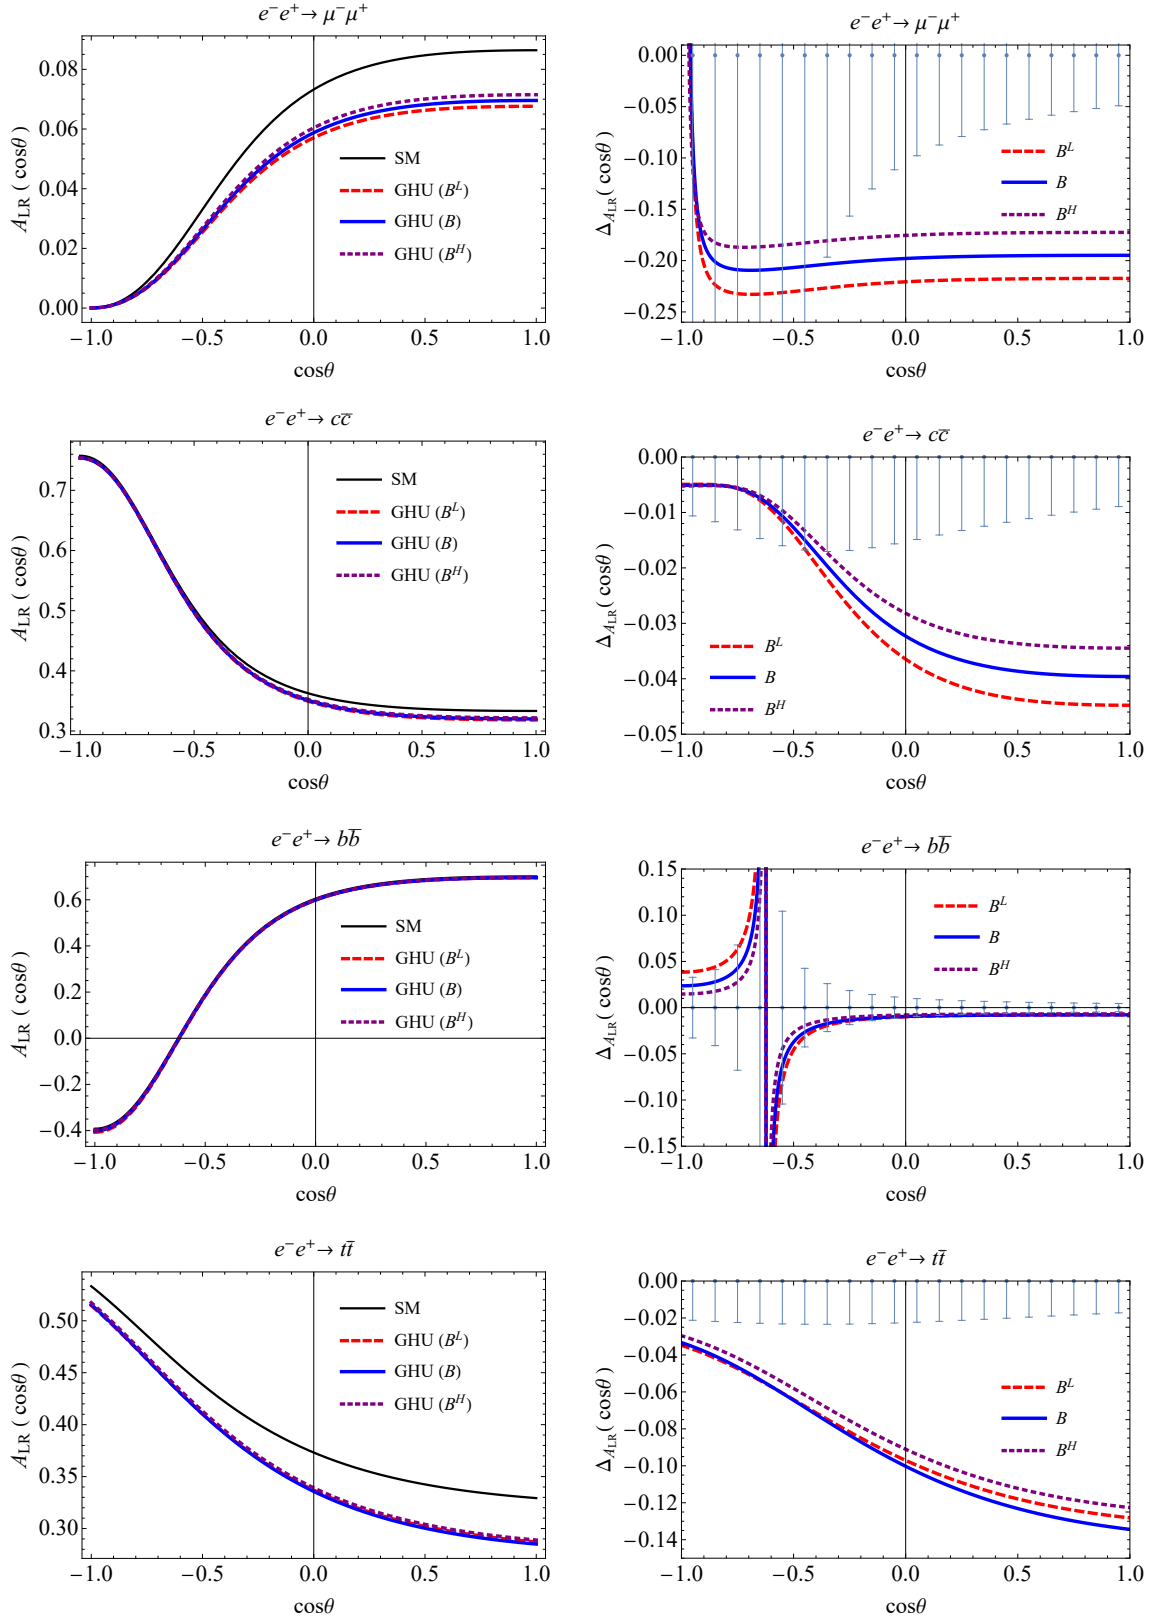 e⁻e⁺→ μ⁻μ⁺
A_LR ( cosθ)
0.08
0.06
0.04
0.02
0.00
SM
GHU (B^L)
GHU (B)
GHU (B^H)
−1.0 −0.5 0.0 0.5 1.0
cosθ
e⁻e⁺→ μ⁻μ⁺
Δ_A_LR ( cosθ)
0.00
−0.05
−0.10
−0.15
−0.20
−0.25
B^L
B
B^H
−1.0 −0.5 0.0 0.5 1.0
cosθ
e⁻e⁺→ cc̅
A_LR ( cosθ)
0.7
0.6
0.5
0.4
0.3
SM
GHU (B^L)
GHU (B)
GHU (B^H)
−1.0 −0.5 0.0 0.5 1.0
cosθ
e⁻e⁺→ cc̅
Δ_A_LR ( cosθ)
0.00
−0.01
−0.02
−0.03
−0.04
−0.05
B^L
B
B^H
−1.0 −0.5 0.0 0.5 1.0
cosθ
e⁻e⁺→ bb̅
A_LR ( cosθ)
0.6
0.4
0.2
0.0
−0.2
−0.4
SM
GHU (B^L)
GHU (B)
GHU (B^H)
−1.0 −0.5 0.0 0.5 1.0
cosθ
e⁻e⁺→ bb̅
Δ_A_LR ( cosθ)
0.15
0.10
0.05
0.00
−0.05
−0.10
−0.15
B^L
B
B^H
−1.0 −0.5 0.0 0.5 1.0
cosθ
e⁻e⁺→ tt̅
A_LR ( cosθ)
0.50
0.45
0.40
0.35
0.30
SM
GHU (B^L)
GHU (B)
GHU (B^H)
−1.0 −0.5 0.0 0.5 1.0
cosθ
e⁻e⁺→ tt̅
Δ_A_LR ( cosθ)
0.00
−0.02
−0.04
−0.06
−0.08
−0.10
−0.12
−0.14
B^L
B
B^H
−1.0 −0.5 0.0 0.5 1.0
cosθ